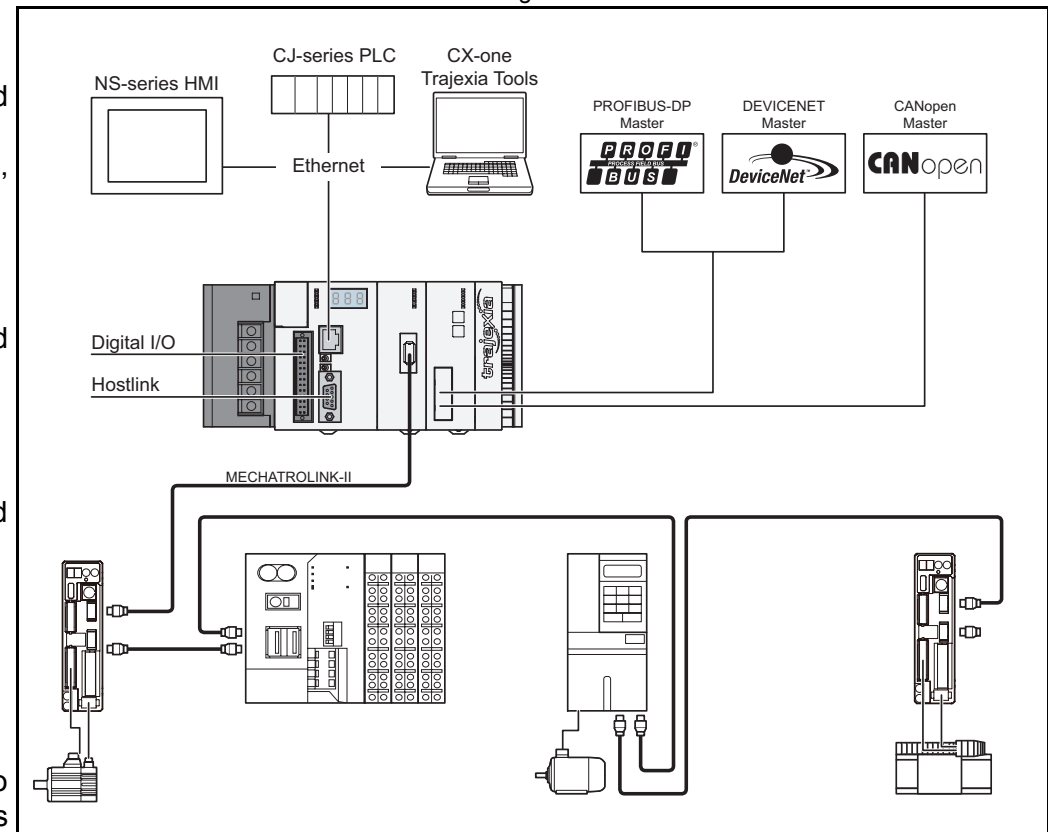 CJ-series PLC
CX-one
Trajexia Tools
NS-series HMI
Ethernet
PROFIBUS-DP
Master
DEVICENET
Master
CANopen
Master
PROFI
PROCESS FIELD BUS
BUS
DeviceNet
CANopen
888
trajexia
Digital I/O
Hostlink
MECHATROLINK-II